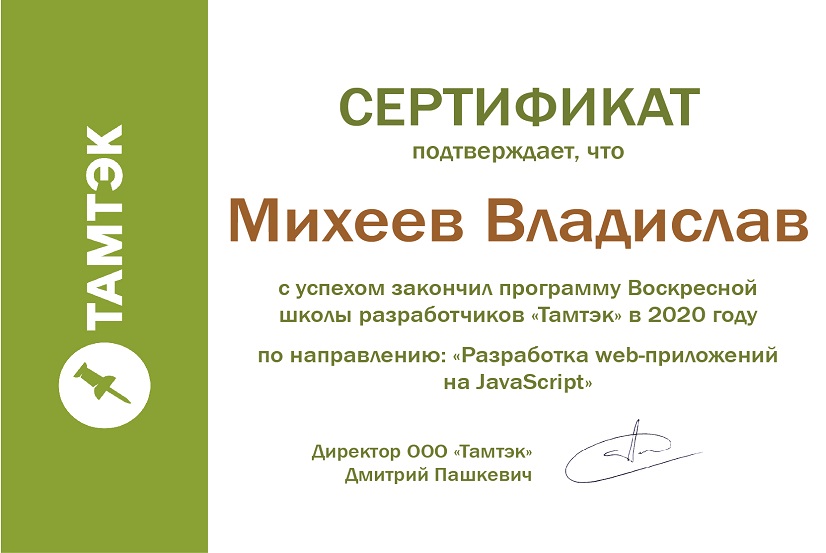 ТАМТЭК
СЕРТИФИКАТ
подтверждает, что
Михеев Владислав
с успехом закончил программу Воскресной
школы разработчиков «Тамтэк» в 2020 году
по направлению: «Разработка web-приложений
на JavaScript»
Директор ООО «Тамтэк»
Дмитрий Пашкевич